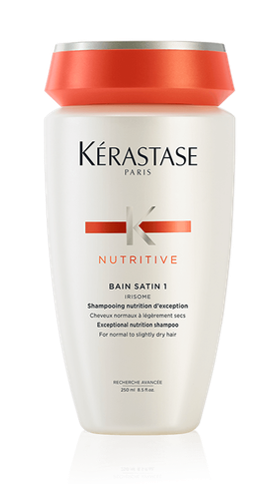 KÉRASTASE
PARIS
K
NUTRITIVE
BAIN SATIN 1
IRISOME
Shampooing nutrition d'exception
Cheveux normaux à légèrement secs
Exceptional nutrition shampoo
For normal to slightly dry hair
RECHERCHE AVANCÉE
250 ml 8.5 fl.oz.